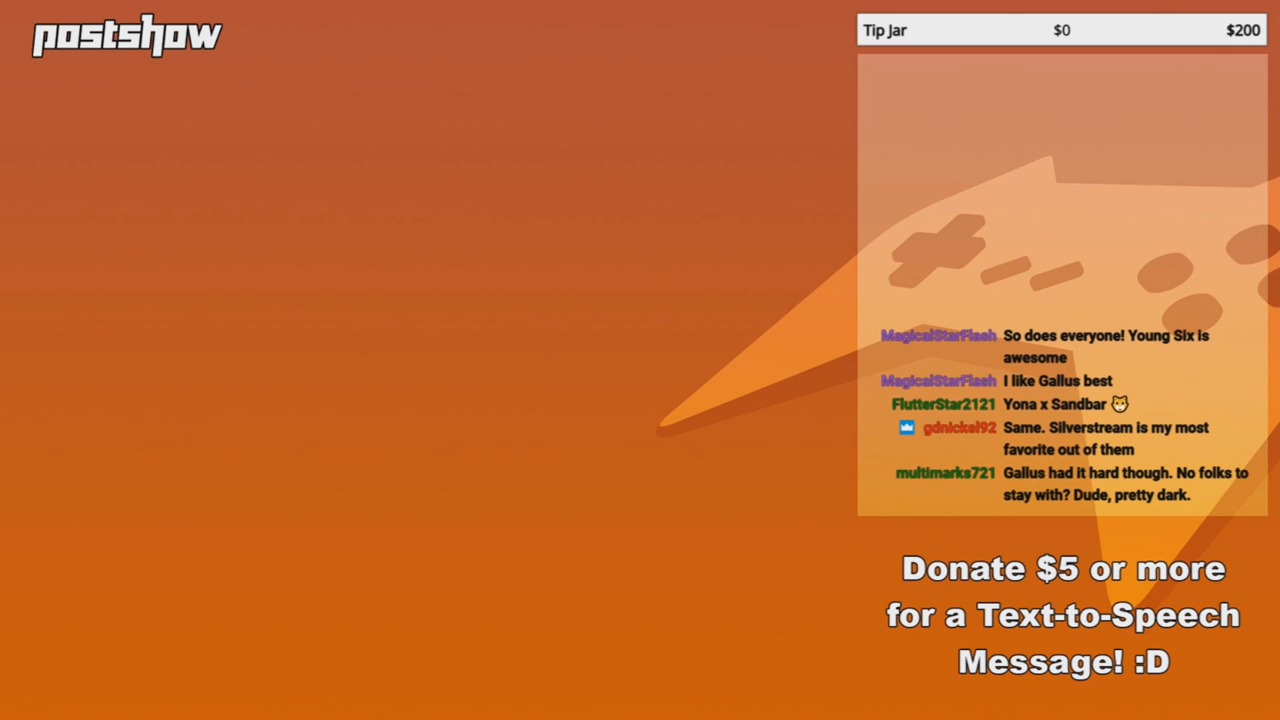 postshow
Tip Jar $0 $200
MagicalStarFlash So does everyone! Young Six is
awesome
MagicalStarFlash I like Gallus best
FlutterStar2121 Yona x Sandbar 🐯
gdnickel92 Same. Silverstream is my most
favorite out of them
multimarks721 Gallus had it hard though. No folks to
stay with? Dude, pretty dark.
Donate $5 or more
for a Text-to-Speech
Message! :D